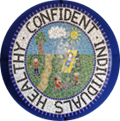 HEALTHY CONFIDENT INDIVIDUALS